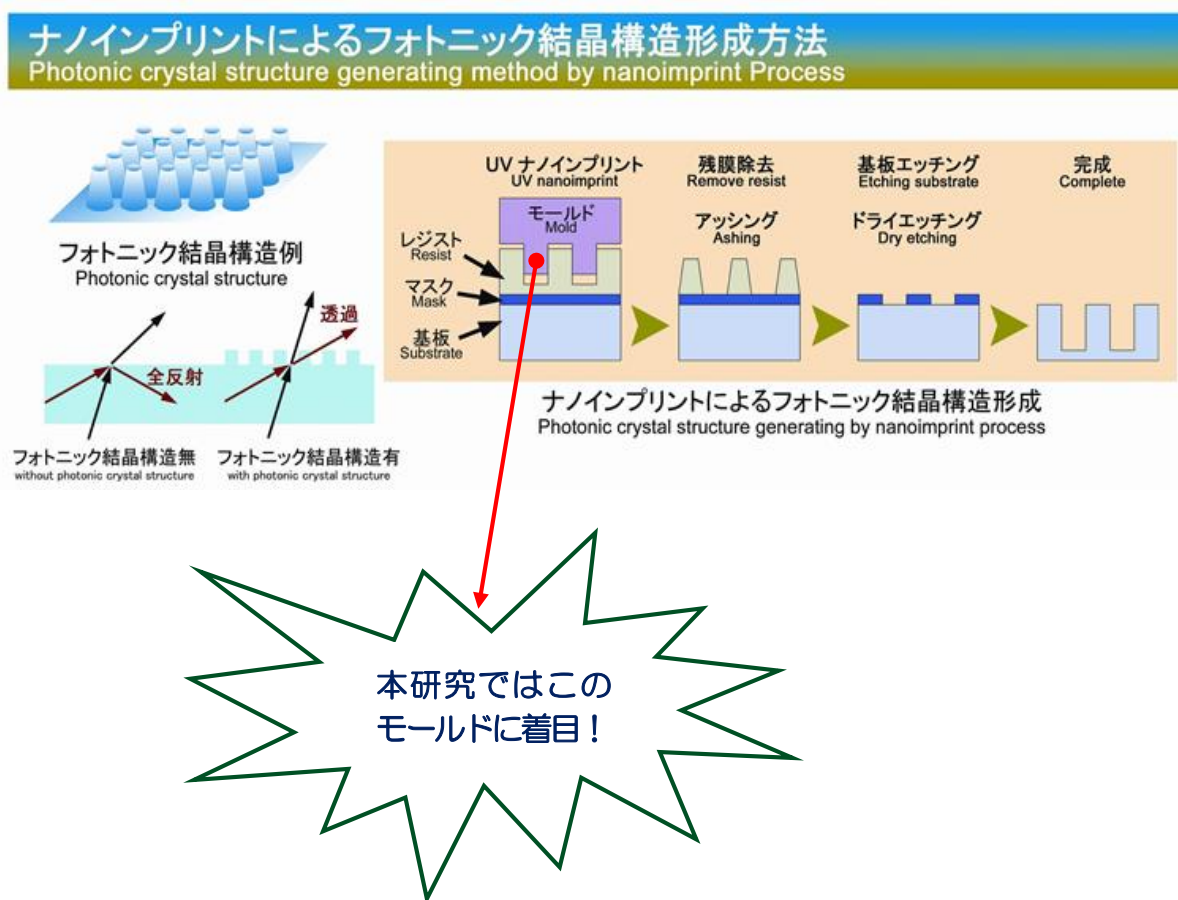 ナノインプリントによるフォトニック結晶構造形成方法
Photonic crystal structure generating method by nanoimprint Process
フォトニック結晶構造例
Photonic crystal structure
全反射
透過
フォトニック結晶構造無
without photonic crystal structure
フォトニック結晶構造有
with photonic crystal structure
UV ナノインプリント
UV nanoimprint
モールド
Mold
レジスト
Resist
マスク
Mask
基板
Substrate
残膜除去
Remove resist
アッシング
Ashing
基板エッチング
Etching substrate
ドライエッチング
Dry etching
完成
Complete
ナノインプリントによるフォトニック結晶構造形成
Photonic crystal structure generating by nanoimprint process
本研究ではこの
モールドに着目！